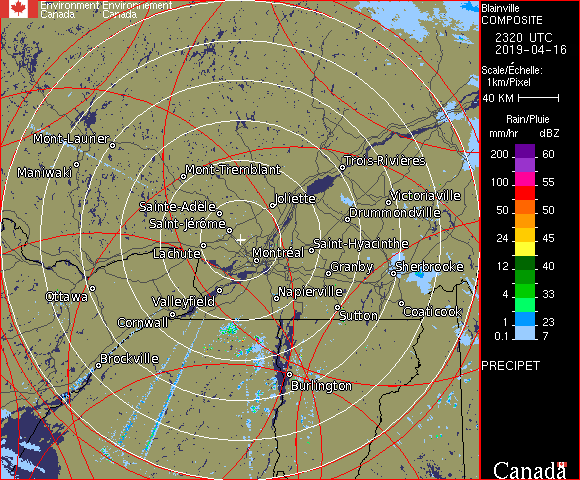 Environment Environnement
Canada Canada
Blainville
COMPOSITE
2320 UTC
2019-04-16
Scale/Échelle:
1km/Pixel
40 KM
Rain/Pluie
mm/hr dBZ
200 60
100 55
50 50
24 45
12 40
4 33
1 23
0.1 7
PRECIPET
Mont-Laurier
Maniwaki
Mont-Tremblant
Trois-Rivières
Joliette
Victoriaville
Sainte-Adèle
Drummondville
Saint-Jérôme
Saint-Hyacinthe
Lachute
Montréal
Granby
Sherbrooke
Ottawa
Valleyfield
Napierville
Coaticook
Cornwall
Sutton
Brockville
Burlington
Canada